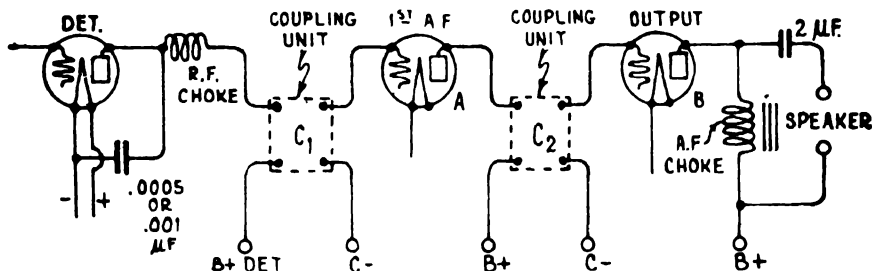 DET.
R.F.
CHOKE
.0005
OR
.001
μF
- +
COUPLING
UNIT
C1
B+ DET
C-
1ST A F
A
COUPLING
UNIT
C2
B+
C-
OUTPUT
B
2 μF.
A.F
CHOKE
SPEAKER
B+